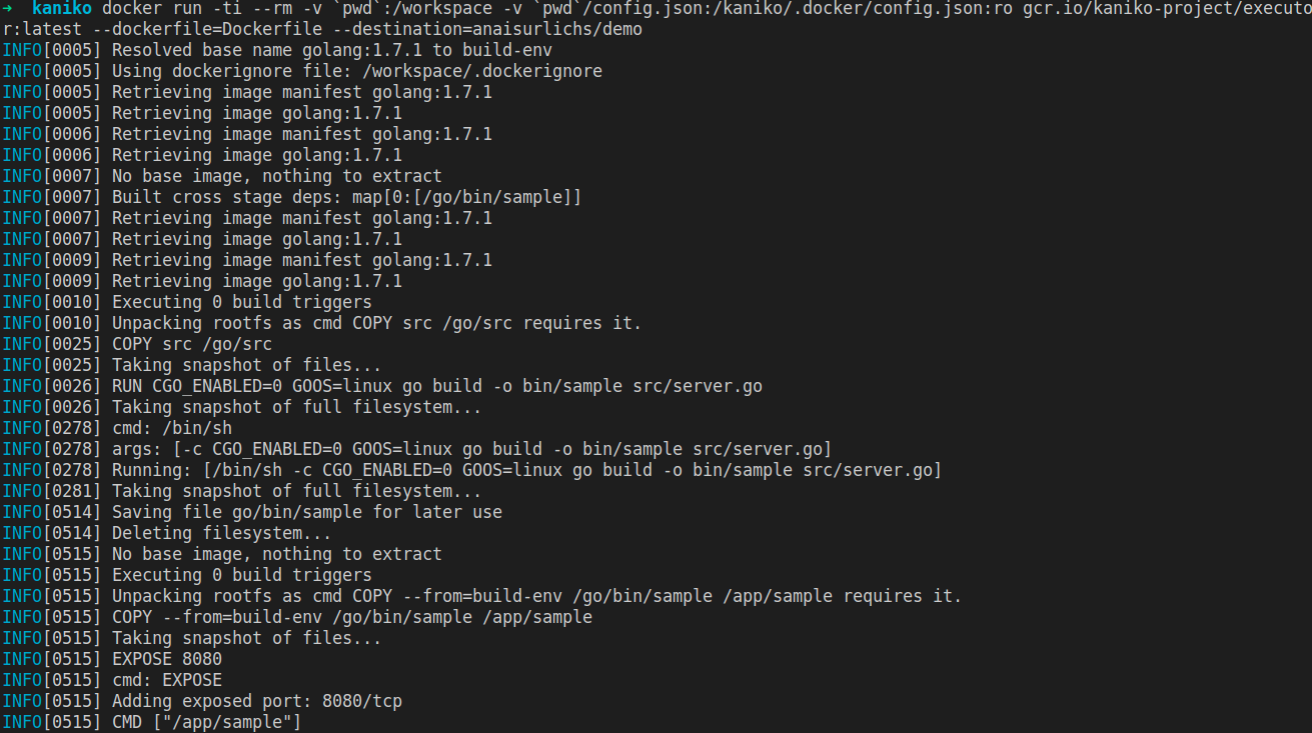 → kaniko docker run -ti --rm -v `pwd`:/workspace -v `pwd`/config.json:/kaniko/.docker/config.json:ro gcr.io/kaniko-project/executo
r:latest --dockerfile=Dockerfile --destination=anaisurlichs/demo
INFO[0005] Resolved base name golang:1.7.1 to build-env
INFO[0005] Using dockerignore file: /workspace/.dockerignore
INFO[0005] Retrieving image manifest golang:1.7.1
INFO[0005] Retrieving image golang:1.7.1
INFO[0006] Retrieving image manifest golang:1.7.1
INFO[0006] Retrieving image golang:1.7.1
INFO[0007] No base image, nothing to extract
INFO[0007] Built cross stage deps: map[0:[/go/bin/sample]]
INFO[0007] Retrieving image manifest golang:1.7.1
INFO[0007] Retrieving image golang:1.7.1
INFO[0009] Retrieving image manifest golang:1.7.1
INFO[0009] Retrieving image golang:1.7.1
INFO[0010] Executing 0 build triggers
INFO[0010] Unpacking rootfs as cmd COPY src /go/src requires it.
INFO[0025] COPY src /go/src
INFO[0025] Taking snapshot of files...
INFO[0026] RUN CGO_ENABLED=0 GOOS=linux go build -o bin/sample src/server.go
INFO[0026] Taking snapshot of full filesystem...
INFO[0278] cmd: /bin/sh
INFO[0278] args: [-c CGO_ENABLED=0 GOOS=linux go build -o bin/sample src/server.go]
INFO[0278] Running: [/bin/sh -c CGO_ENABLED=0 GOOS=linux go build -o bin/sample src/server.go]
INFO[0281] Taking snapshot of full filesystem...
INFO[0514] Saving file go/bin/sample for later use
INFO[0514] Deleting filesystem...
INFO[0515] No base image, nothing to extract
INFO[0515] Executing 0 build triggers
INFO[0515] Unpacking rootfs as cmd COPY --from=build-env /go/bin/sample /app/sample requires it.
INFO[0515] COPY --from=build-env /go/bin/sample /app/sample
INFO[0515] Taking snapshot of files...
INFO[0515] EXPOSE 8080
INFO[0515] cmd: EXPOSE
INFO[0515] Adding exposed port: 8080/tcp
INFO[0515] CMD ["/app/sample"]